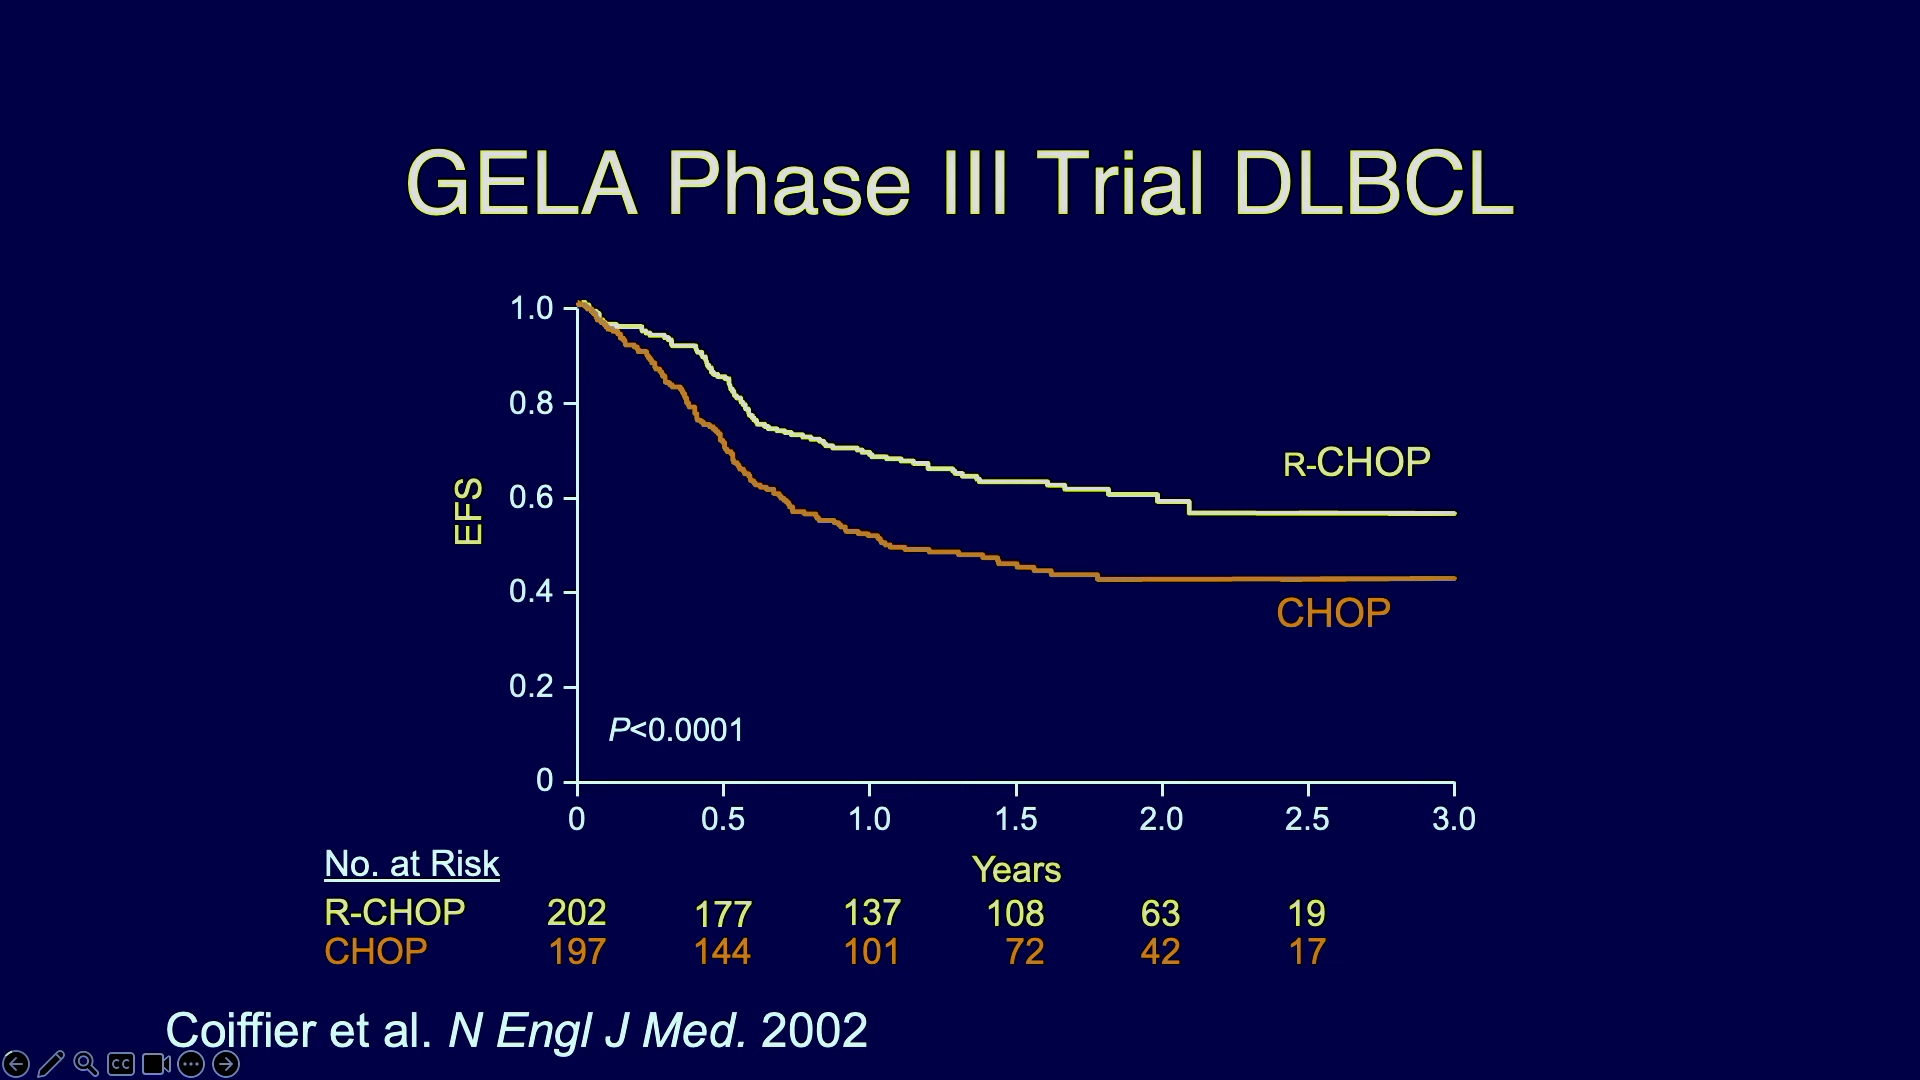 GELA Phase III Trial DLBCL
1.0
0.8
0.6
0.4
0.2
0
EFS
R-CHOP
CHOP
P<0.0001
0 0.5 1.0 1.5 2.0 2.5 3.0
Years
No. at Risk
R-CHOP 202 177 137 108 63 19
CHOP 197 144 101 72 42 17
Coiffier et al. N Engl J Med. 2002
CC